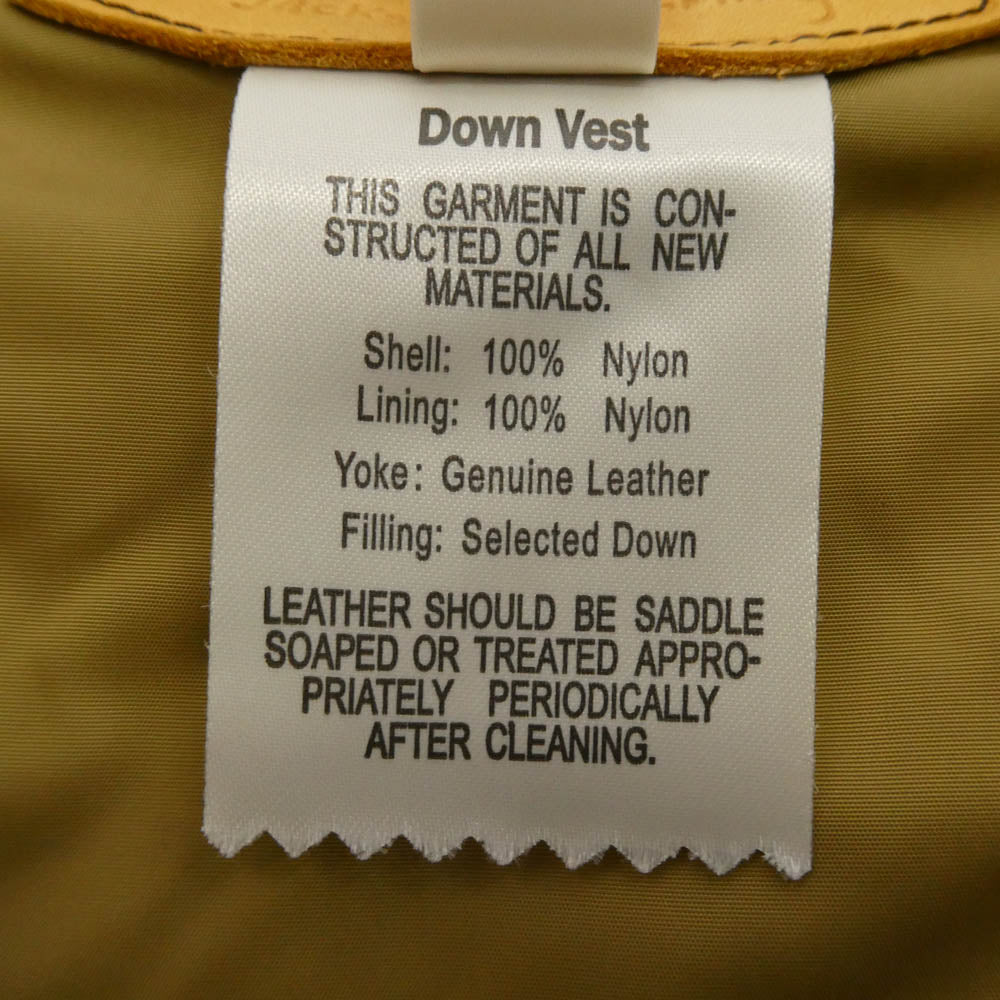 Down Vest
THIS GARMENT IS CON-
STRUCTED OF ALL NEW
MATERIALS.
Shell: 100% Nylon
Lining: 100% Nylon
Yoke: Genuine Leather
Filling: Selected Down
LEATHER SHOULD BE SADDLE
SOAPED OR TREATED APPRO-
PRIATELY PERIODICALLY
AFTER CLEANING.